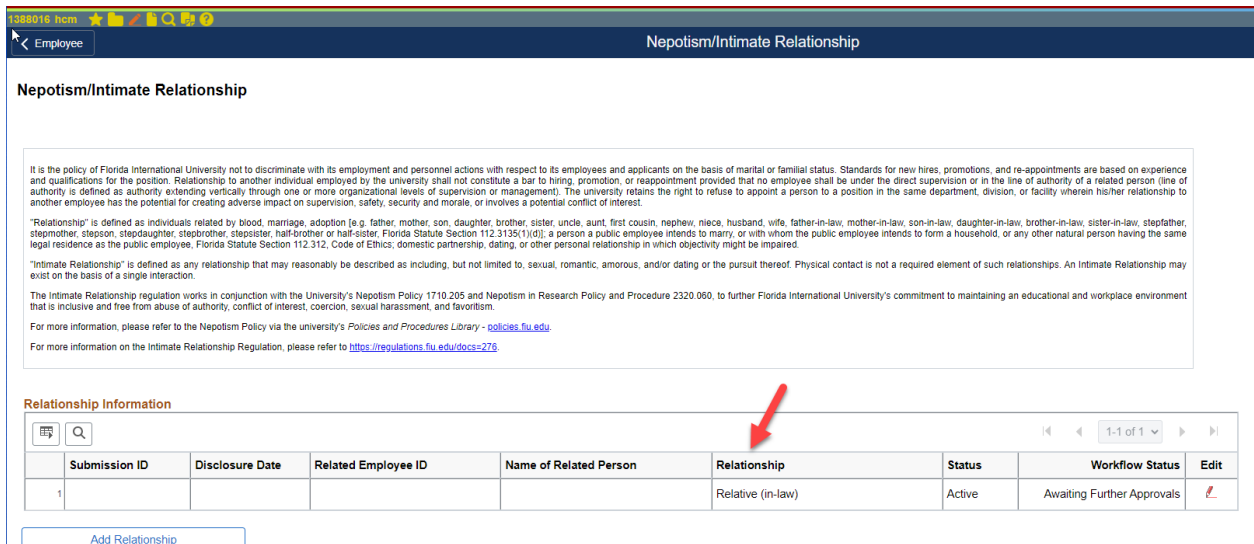 1388016 hcm
Employee
Nepotism/Intimate Relationship
Nepotism/Intimate Relationship
It is the policy of Florida International University not to discriminate with its employment and personnel actions with respect to its employees and applicants on the basis of marital or familial status. Standards for new hires, promotions, and re-appointments are based on experience
and qualifications for the position. Relationship to another individual employed by the university shall not constitute a bar to hiring, promotion, or reappointment provided that no employee shall be under the direct supervision or in the line of authority of a related person (line of
authority is defined as authority extending vertically through one or more organizational levels of supervision or management). The university retains the right to refuse to appoint a person to a position in the same department, division, or facility wherein his/her relationship to
another employee has the potential for creating adverse impact on supervision, safety, security and morale, or involves a potential conflict of interest.
"Relationship" is defined as individuals related by blood, marriage, adoption [e.g. father, mother, son, daughter, brother, sister, uncle, aunt, first cousin, nephew, niece, husband, wife, father-in-law, mother-in-law, son-in-law, daughter-in-law, brother-in-law, sister-in-law, stepfather,
stepmother, stepson, stepdaughter, stepbrother, stepsister, half-brother or half-sister, Florida Statute Section 112.3135(1)(d)]; a person a public employee intends to marry, or with whom the public employee intends to form a household, or any other natural person having the same
legal residence as the public employee, Florida Statute Section 112.312, Code of Ethics; domestic partnership, dating, or other personal relationship in which objectivity might be impaired.
"Intimate Relationship" is defined as any relationship that may reasonably be described as including, but not limited to, sexual, romantic, amorous, and/or dating or the pursuit thereof. Physical contact is not a required element of such relationships. An Intimate Relationship may
exist on the basis of a single interaction.
The Intimate Relationship regulation works in conjunction with the University's Nepotism Policy 1710.205 and Nepotism in Research Policy and Procedure 2320.060, to further Florida International University's commitment to maintaining an educational and workplace environment
that is inclusive and free from abuse of authority, conflict of interest, coercion, sexual harassment, and favoritism.
For more information, please refer to the Nepotism Policy via the university's Policies and Procedures Library - policies.fiu.edu.
For more information on the Intimate Relationship Regulation, please refer to https://regulations.fiu.edu/docs=276.
Relationship Information
1-1 of 1
Submission ID Disclosure Date Related Employee ID Name of Related Person Relationship Status Workflow Status Edit
1 Relative (in-law) Active Awaiting Further Approvals
Add Relationship